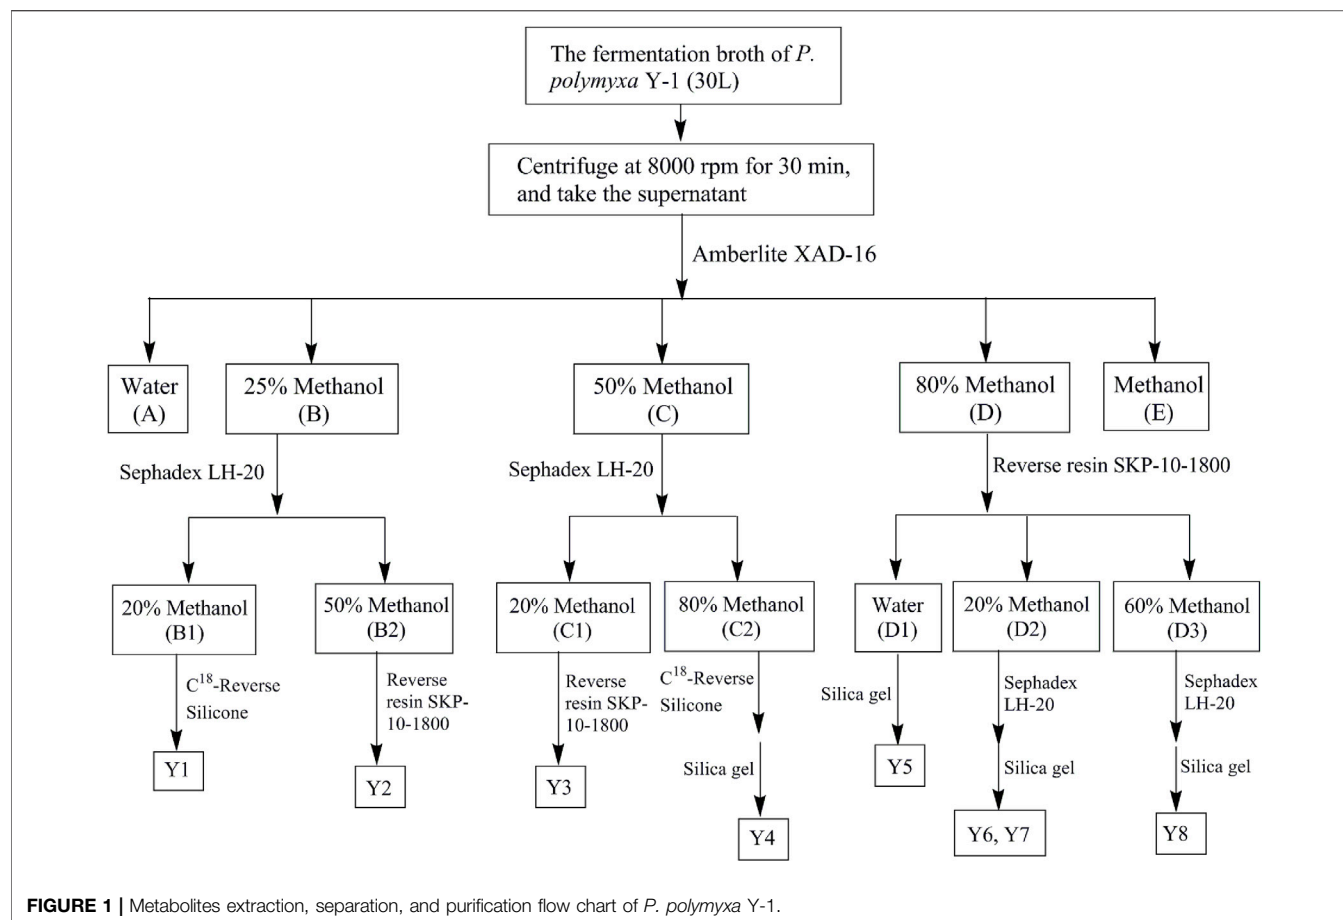 The fermentation broth of P.
polymyxa Y-1 (30L)
Centrifuge at 8000 rpm for 30 min,
and take the supernatant
Amberlite XAD-16
Water
(A)
25% Methanol
(B)
50% Methanol
(C)
80% Methanol
(D)
Methanol
(E)
Sephadex LH-20
Sephadex LH-20
Reverse resin SKP-10-1800
20% Methanol
(B1)
50% Methanol
(B2)
20% Methanol
(C1)
80% Methanol
(C2)
Water
(D1)
20% Methanol
(D2)
60% Methanol
(D3)
C18-Reverse
Silicone
Reverse
resin SKP-
10-1800
Reverse
resin SKP-
10-1800
C18-Reverse
Silicone
Silica gel
Sephadex
LH-20
Sephadex
LH-20
Y1
Y2
Y3
Silica gel
Y5
Silica gel
Silica gel
Y4
Y6, Y7
Y8
FIGURE 1 | Metabolites extraction, separation, and purification flow chart of P. polymyxa Y-1.